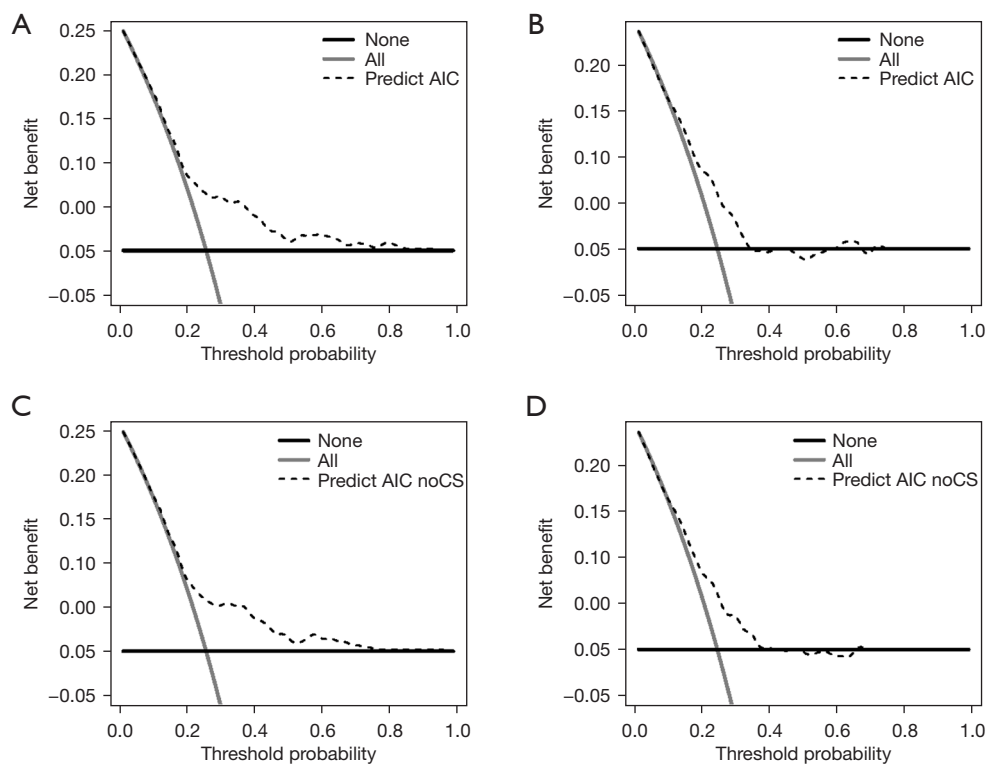 A
None
All
Predict AIC
Net benefit
0.25
0.20
0.15
0.10
0.00
0.05
−0.05
0.0 0.2 0.4 0.6 0.8 1.0
Threshold probability
B
None
All
Predict AIC
Net benefit
0.20
0.15
0.10
0.00
0.05
−0.05
0.0 0.2 0.4 0.6 0.8 1.0
Threshold probability
C
None
All
Predict AIC noCS
Net benefit
0.25
0.20
0.15
0.10
0.00
0.05
−0.05
0.0 0.2 0.4 0.6 0.8 1.0
Threshold probability
D
None
All
Predict AIC noCS
Net benefit
0.20
0.15
0.10
0.00
0.05
−0.05
0.0 0.2 0.4 0.6 0.8 1.0
Threshold probability